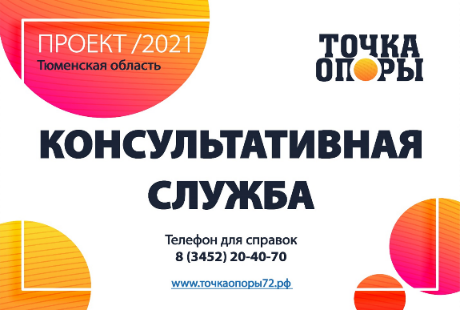 ПРОЕКТ /2021
Тюменская область
ТОЧКА
ОПОРЫ
КОНСУЛЬТАТИВНАЯ
СЛУЖБА
Телефон для справок
8 (3452) 20-40-70
www.точкаопоры72.рф